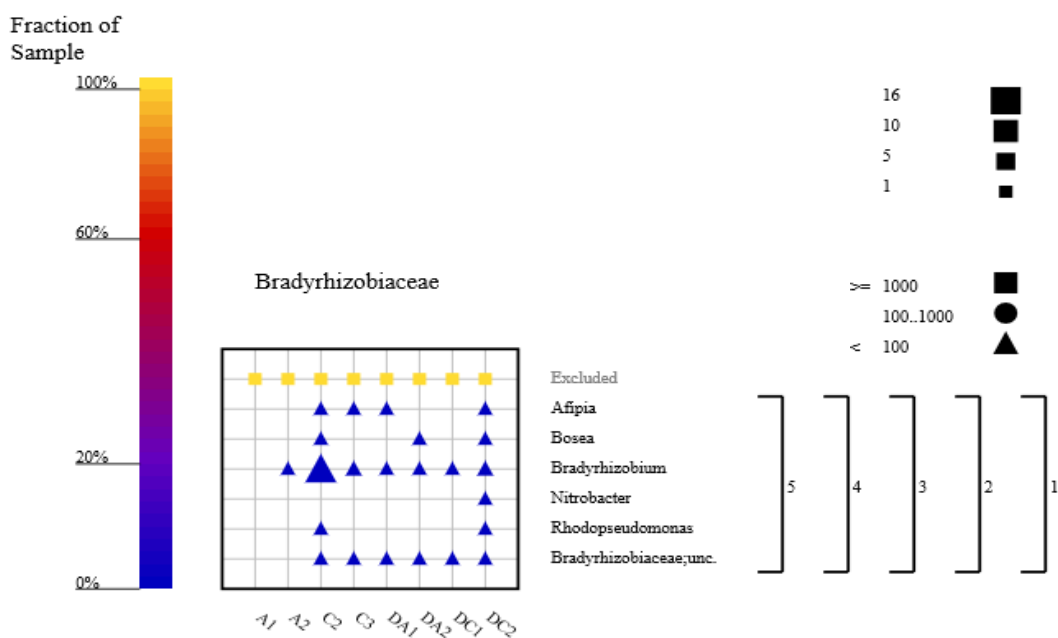 Fraction of
Sample
100%
60%
20%
0%
Bradyrhizobiaceae
16
10
5
1
>= 1000
100..1000
< 100
Excluded
Afipia
Bosea
Bradyrhizobium
Nitrobacter
Rhodopseudomonas
Bradyrhizobiaceae;unc.
5 4 3 2 1
A1 A2 C2 C3 DA1 DA2 DC1 DC2